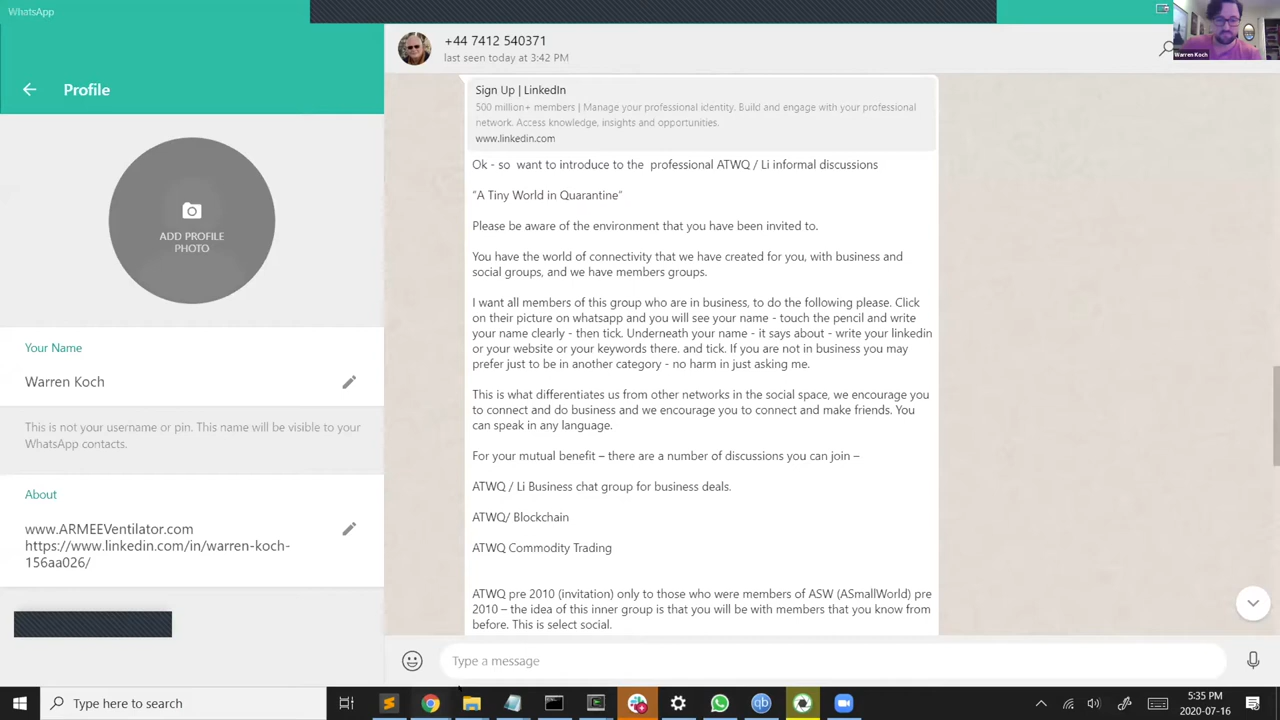 WhatsApp
Profile
ADD PROFILE
PHOTO
Your Name
Warren Koch
This is not your username or pin. This name will be visible to your
WhatsApp contacts.
About
www.ARMEEVentilator.com
https://www.linkedin.com/in/warren-koch-
156aa026/
+44 7412 540371
last seen today at 3:42 PM
Warren Koch
Sign Up | LinkedIn
500 million+ members | Manage your professional identity. Build and engage with your professional
network. Access knowledge, insights and opportunities.
www.linkedin.com
Ok - so want to introduce to the professional ATWQ / Li informal discussions
“A Tiny World in Quarantine”
Please be aware of the environment that you have been invited to.
You have the world of connectivity that we have created for you, with business and
social groups, and we have members groups.
I want all members of this group who are in business, to do the following please. Click
on their picture on whatsapp and you will see your name - touch the pencil and write
your name clearly - then tick. Underneath your name - it says about - write your linkedin
or your website or your keywords there. and tick. If you are not in business you may
prefer just to be in another category - no harm in just asking me.
This is what differentiates us from other networks in the social space, we encourage you
to connect and do business and we encourage you to connect and make friends. You
can speak in any language.
For your mutual benefit – there are a number of discussions you can join –
ATWQ / Li Business chat group for business deals.
ATWQ/ Blockchain
ATWQ Commodity Trading
ATWQ pre 2010 (invitation) only to those who were members of ASW (ASmallWorld) pre
2010 – the idea of this inner group is that you will be with members that you know from
before. This is select social.
Type a message
Type here to search
qb
5:35 PM
2020-07-16